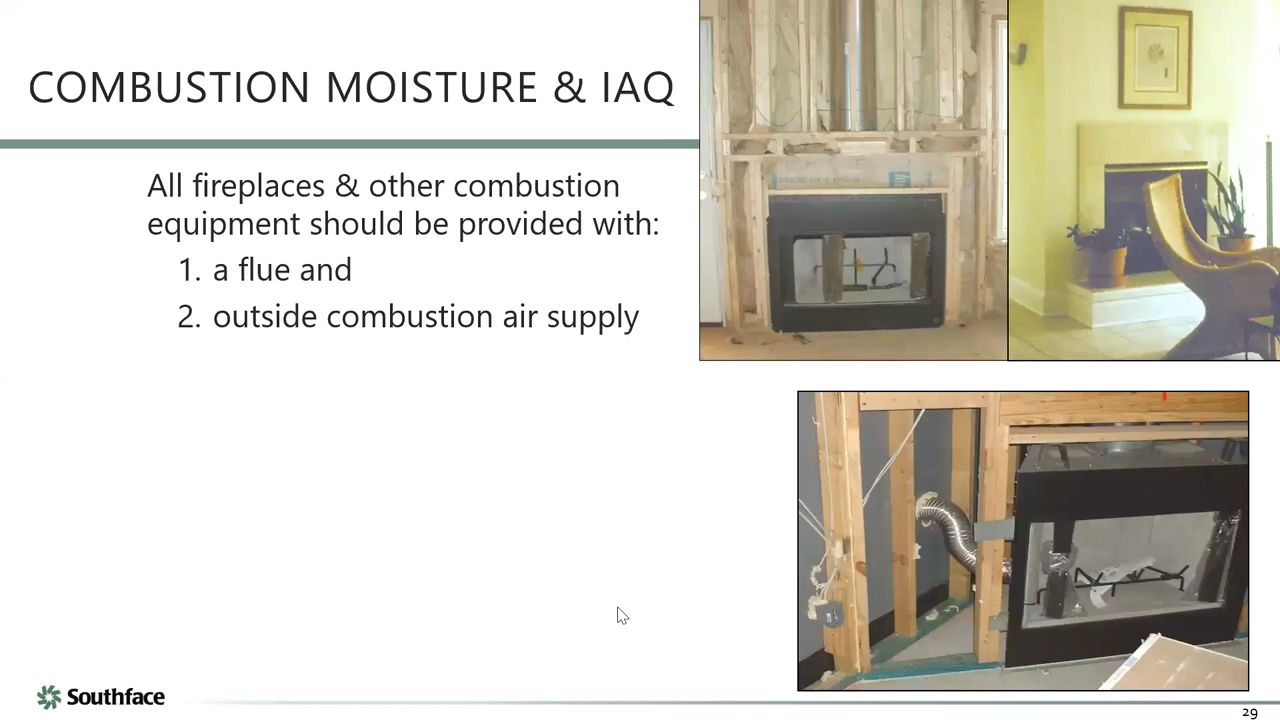 COMBUSTION MOISTURE & IAQ
All fireplaces & other combustion
equipment should be provided with:
1. a flue and
2. outside combustion air supply
Southface
29